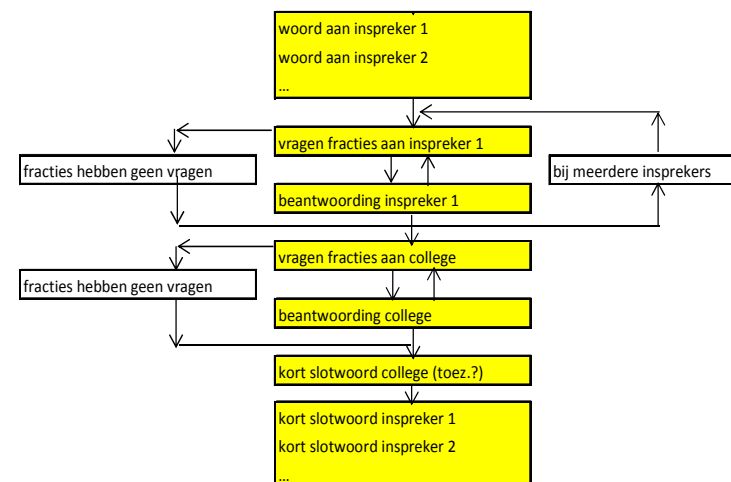 woord aan inspreker 1
woord aan inspreker 2
...
vragen fracties aan inspreker 1
fracties hebben geen vragen
bij meerdere insprekers
beantwoording inspreker 1
vragen fracties aan college
fracties hebben geen vragen
beantwoording college
kort slotwoord college (toez.?)
kort slotwoord inspreker 1
kort slotwoord inspreker 2
...